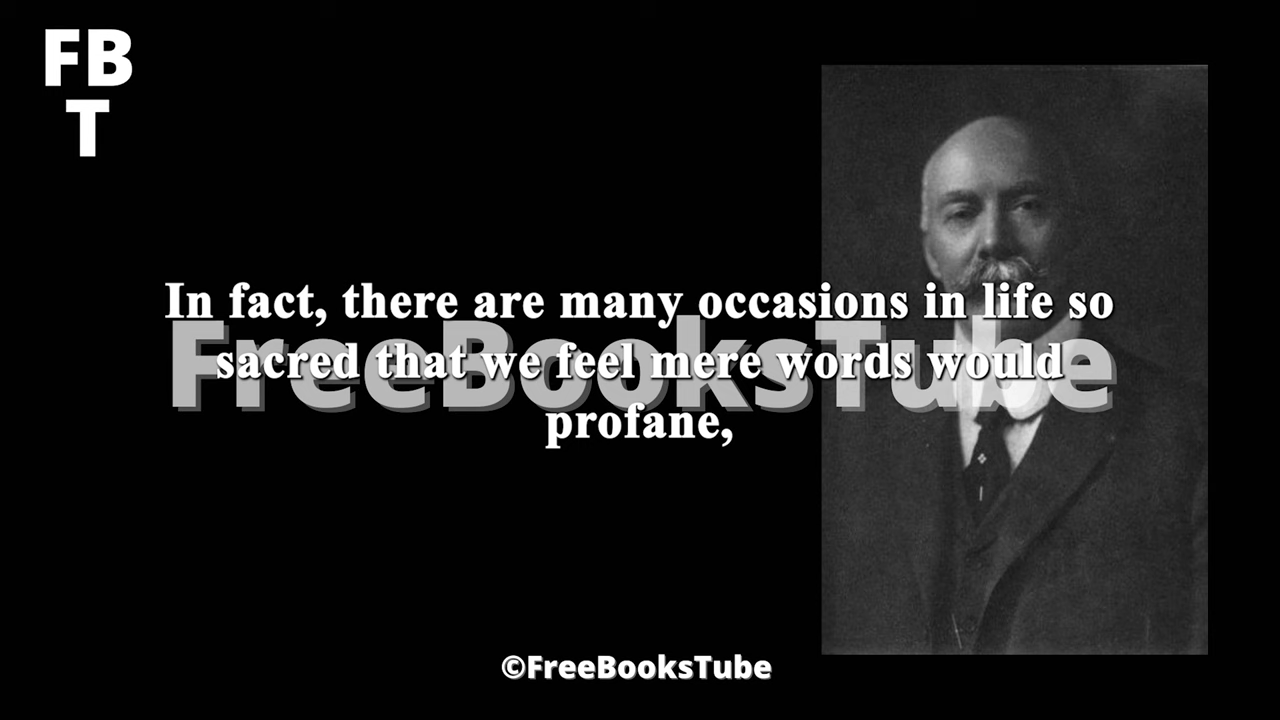 FB
T
In fact, there are many occasions in life so
sacred that we feel mere words would
profane,
FreeBooksTube
©FreeBooksTube